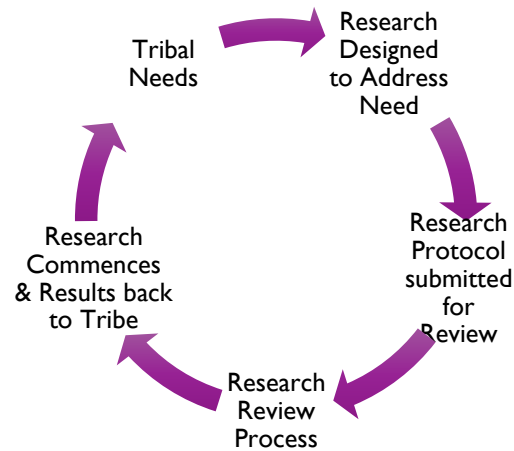 Tribal
Needs
Research
Designed
to Address
Need
Research
Protocol
submitted
for
Review
Research
Review
Process
Research
Commences
& Results back
to Tribe